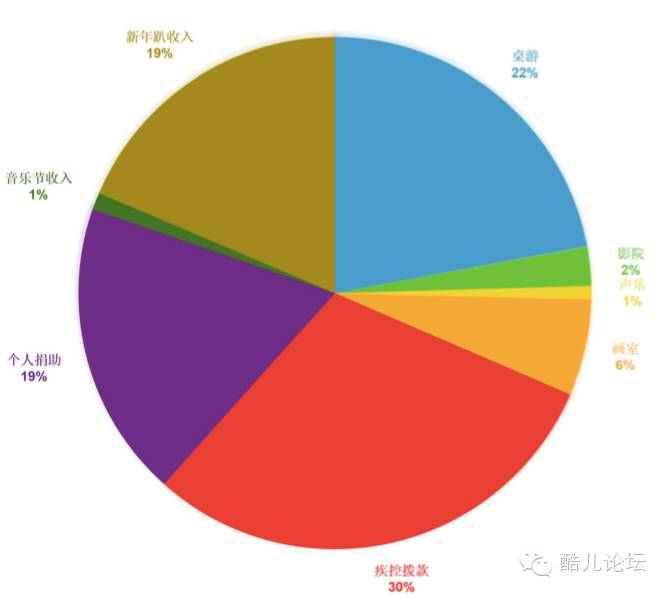 新年趴收入
19%
桌游
22%
音乐节收入
1%
影院
2%
声乐
1%
画室
6%
个人捐助
19%
疾控拨款
30%
酷儿论坛